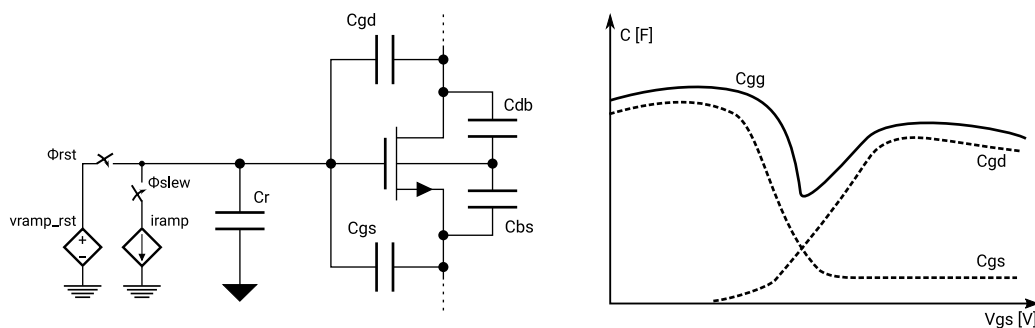 Cgd
Cdb
Φrst
Φslew
Cr
vramp_rst
iramp
+
-
Cgs
Cbs
C [F]
Cgg
Cgd
Cgs
Vgs [V]